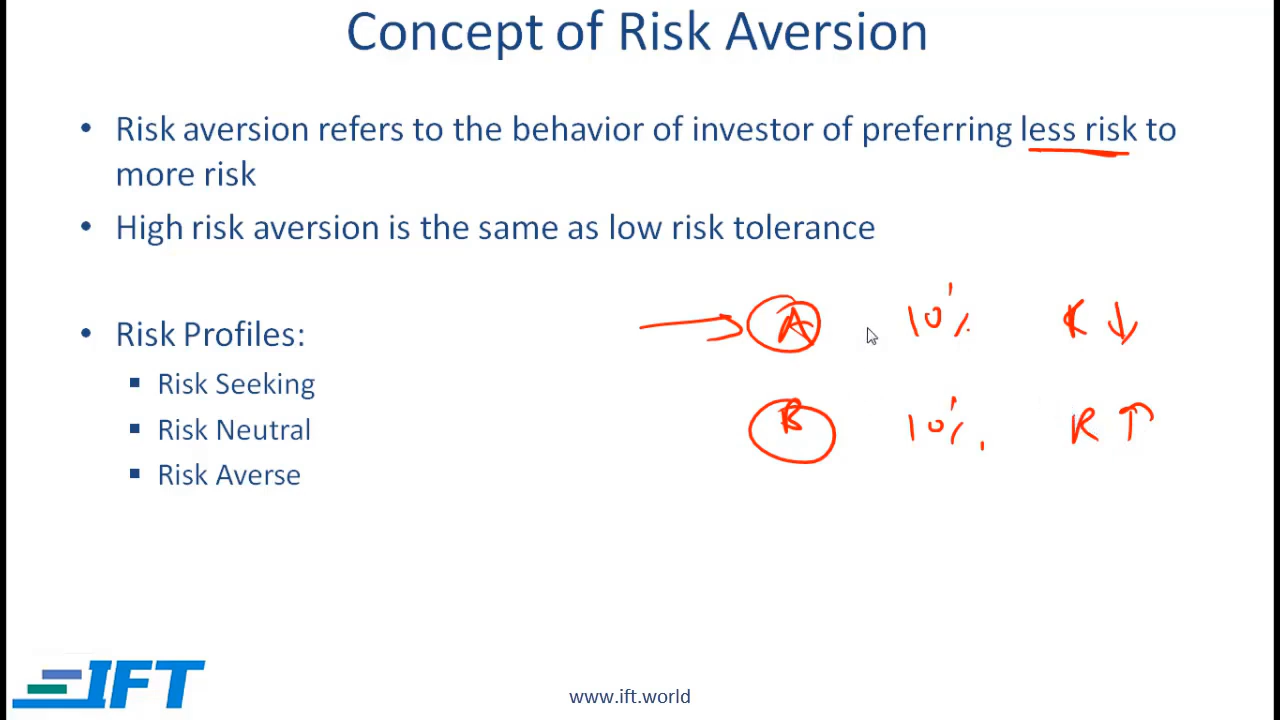 Concept of Risk Aversion
• Risk aversion refers to the behavior of investor of preferring less risk to
more risk
• High risk aversion is the same as low risk tolerance
• Risk Profiles:
A 10% R ↓
▪ Risk Seeking
B 10% R ↑
▪ Risk Neutral
▪ Risk Averse
IFT
www.ift.world